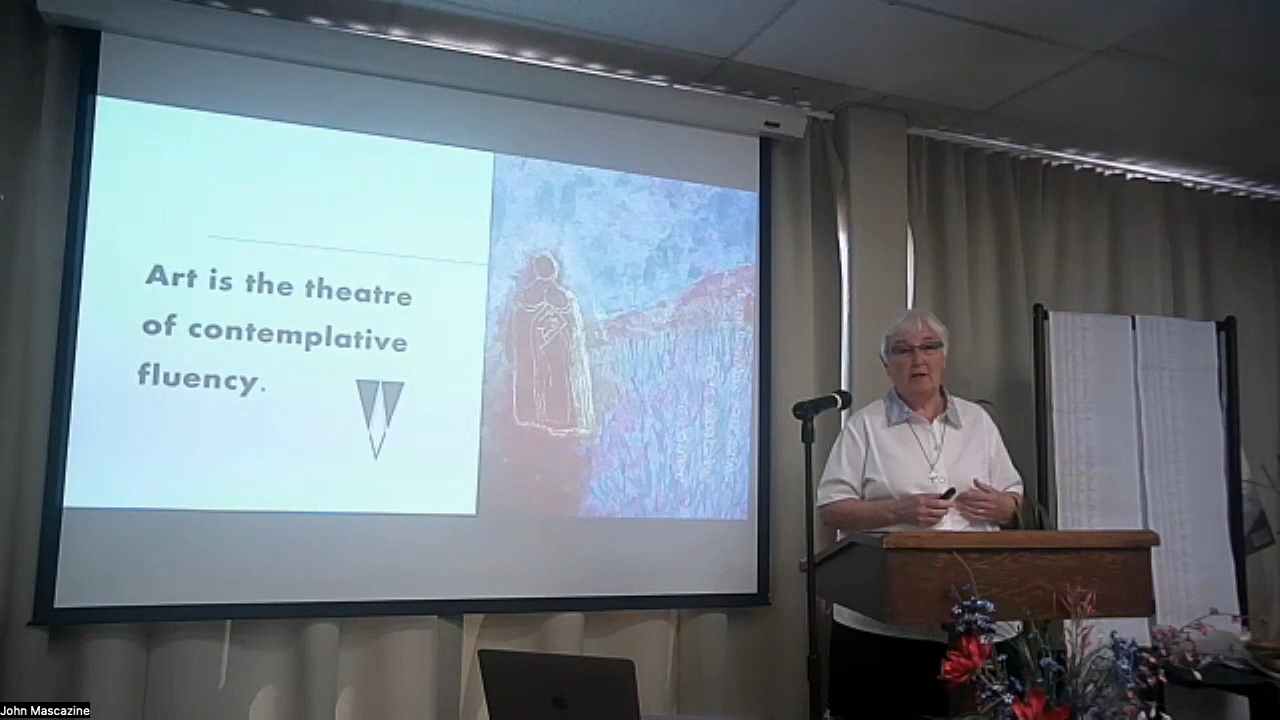 Art is the theatre
of contemplative
fluency.
John Mascazine